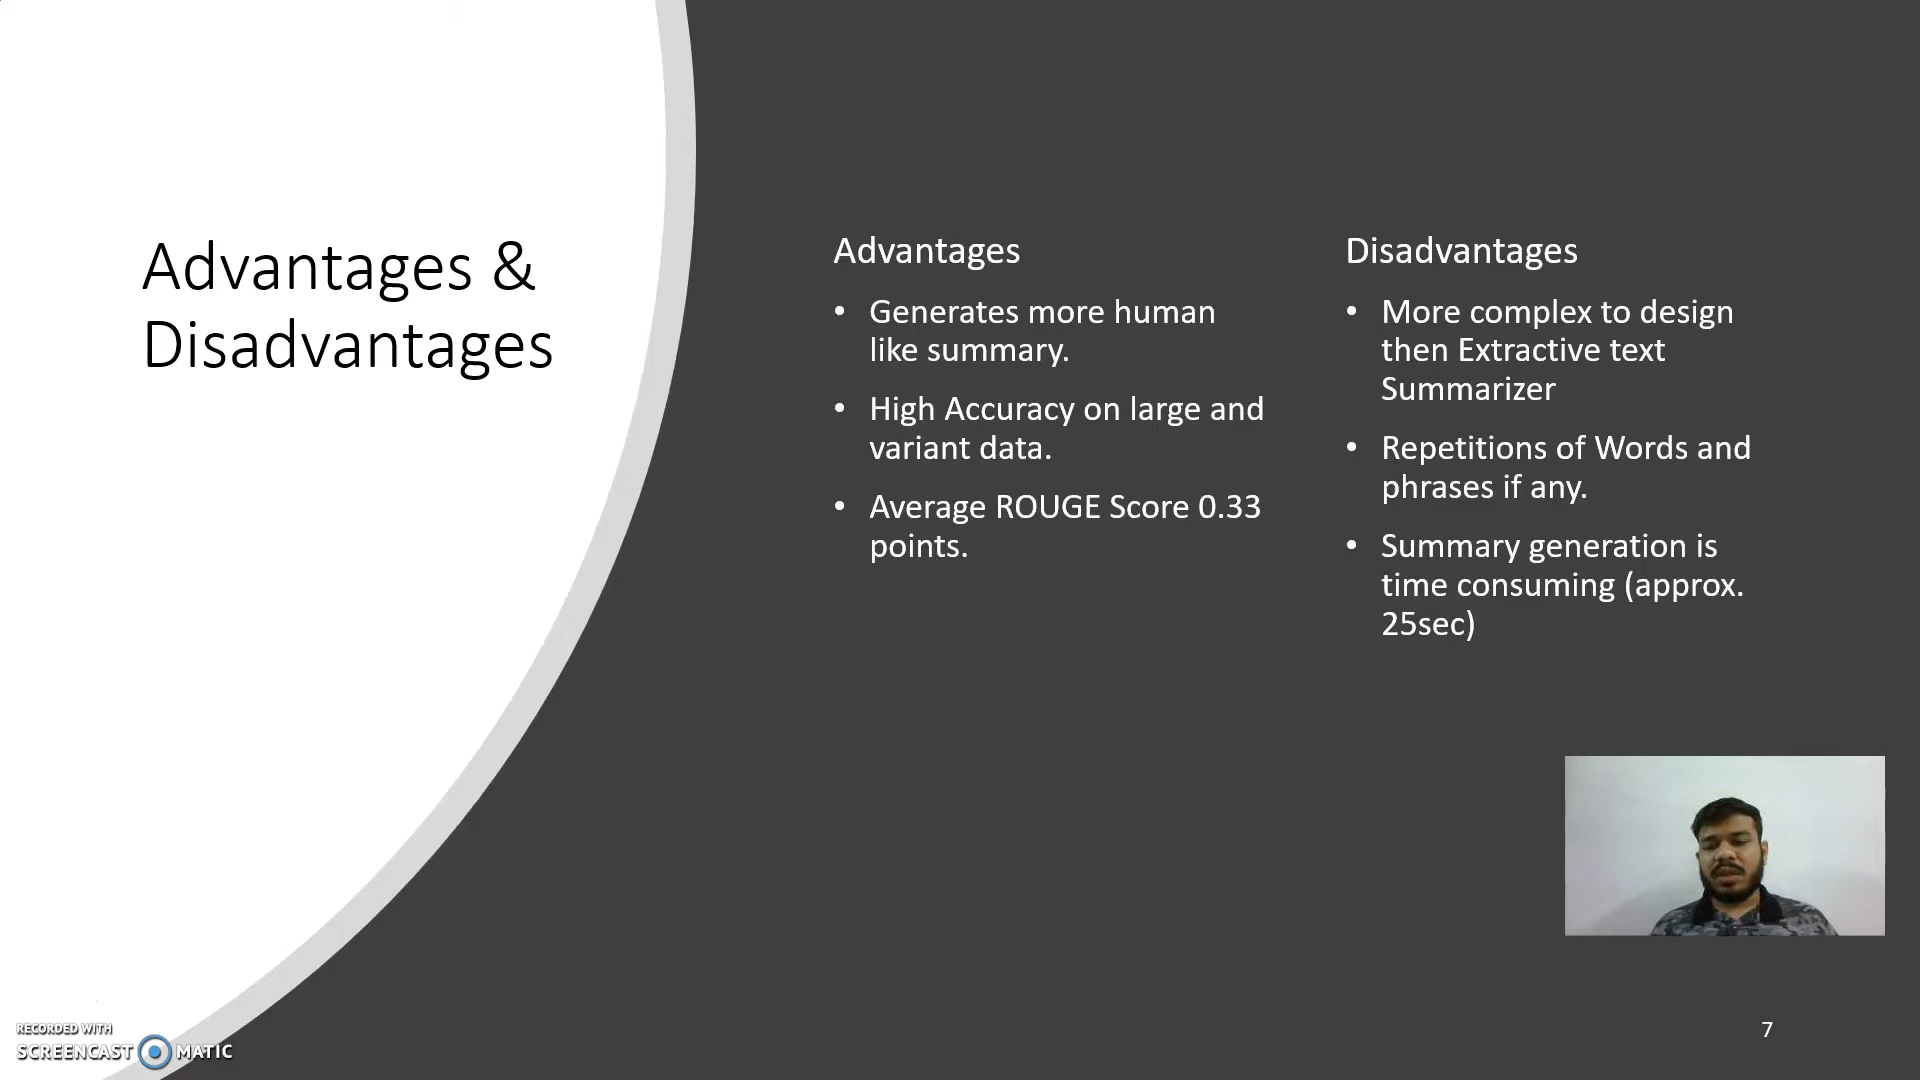 Advantages &
Disadvantages
Advantages
• Generates more human
like summary.
• High Accuracy on large and
variant data.
• Average ROUGE Score 0.33
points.
Disadvantages
• More complex to design
then Extractive text
Summarizer
• Repetitions of Words and
phrases if any.
• Summary generation is
time consuming (approx.
25sec)
RECORDED WITH
SCREENCAST MATIC
7